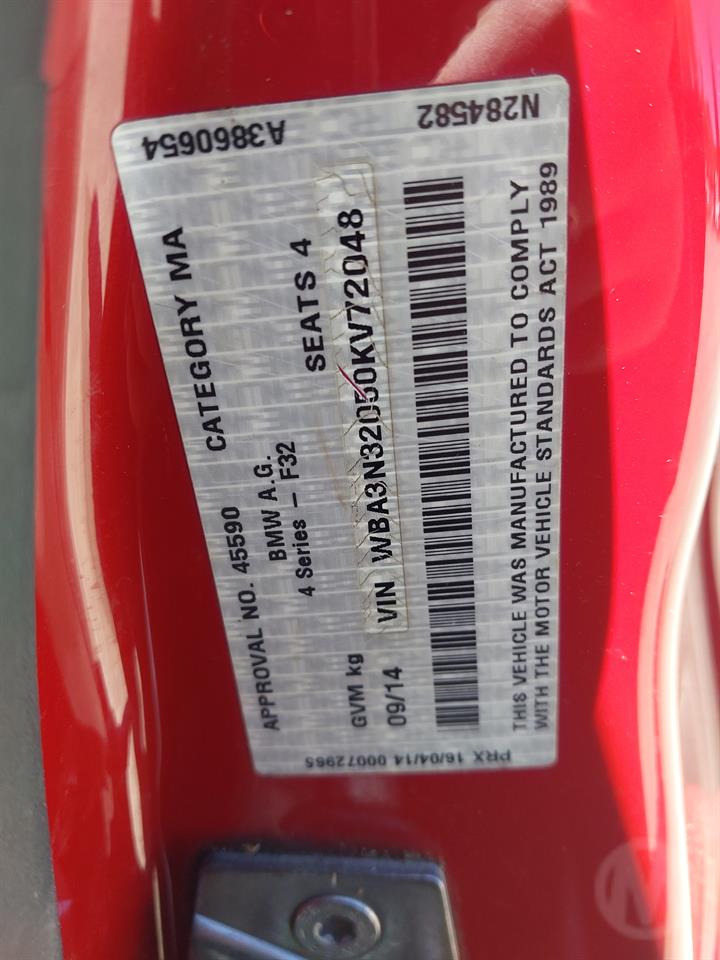 A3860654 N284582
APPROVAL NO. 45590 CATEGORY MA
BMW A.G.
4 Series – F32
GVM kg SEATS 4
VIN WBA3N32050KV72048
09/14
THIS VEHICLE WAS MANUFACTURED TO COMPLY
WITH THE MOTOR VEHICLE STANDARDS ACT 1989
PRX 16/04/14 00072965
M